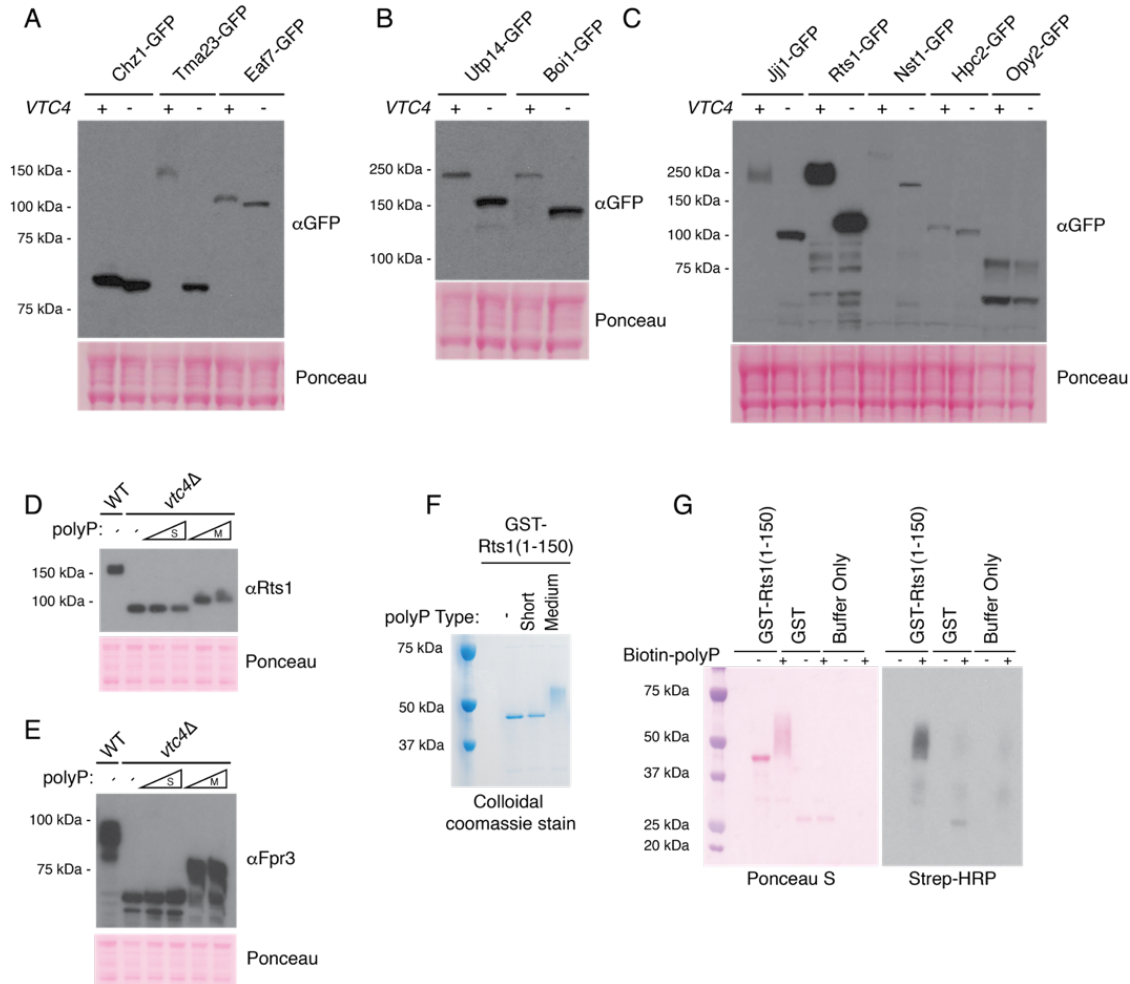 A
Chz1-GFP
Tma23-GFP
Eaf7-GFP
VTC4
+ - + - + -
150 kDa -
100 kDa -
75 kDa -
75 kDa -
αGFP
Ponceau
B
Utp14-GFP
Boi1-GFP
VTC4
+ - + -
250 kDa -
150 kDa -
100 kDa -
αGFP
Ponceau
C
Jjj1-GFP
Rts1-GFP
Nst1-GFP
Hpc2-GFP
Opy2-GFP
VTC4
+ - + - + - + - + -
250 kDa -
150 kDa -
100 kDa -
75 kDa -
αGFP
Ponceau
D
WT
vtc4Δ
polyP: - - S M
150 kDa -
100 kDa -
αRts1
Ponceau
E
WT
vtc4Δ
polyP: - - S M
100 kDa -
75 kDa -
αFpr3
Ponceau
F
GST-
Rts1(1-150)
polyP Type: - Short Medium
75 kDa
50 kDa
37 kDa
Colloidal
coomassie stain
G
GST-Rts1(1-150)
GST
Buffer Only
GST-Rts1(1-150)
GST
Buffer Only
Biotin-polyP - + - + - + - + - + - +
75 kDa
50 kDa
37 kDa
25 kDa
20 kDa
Ponceau S
Strep-HRP